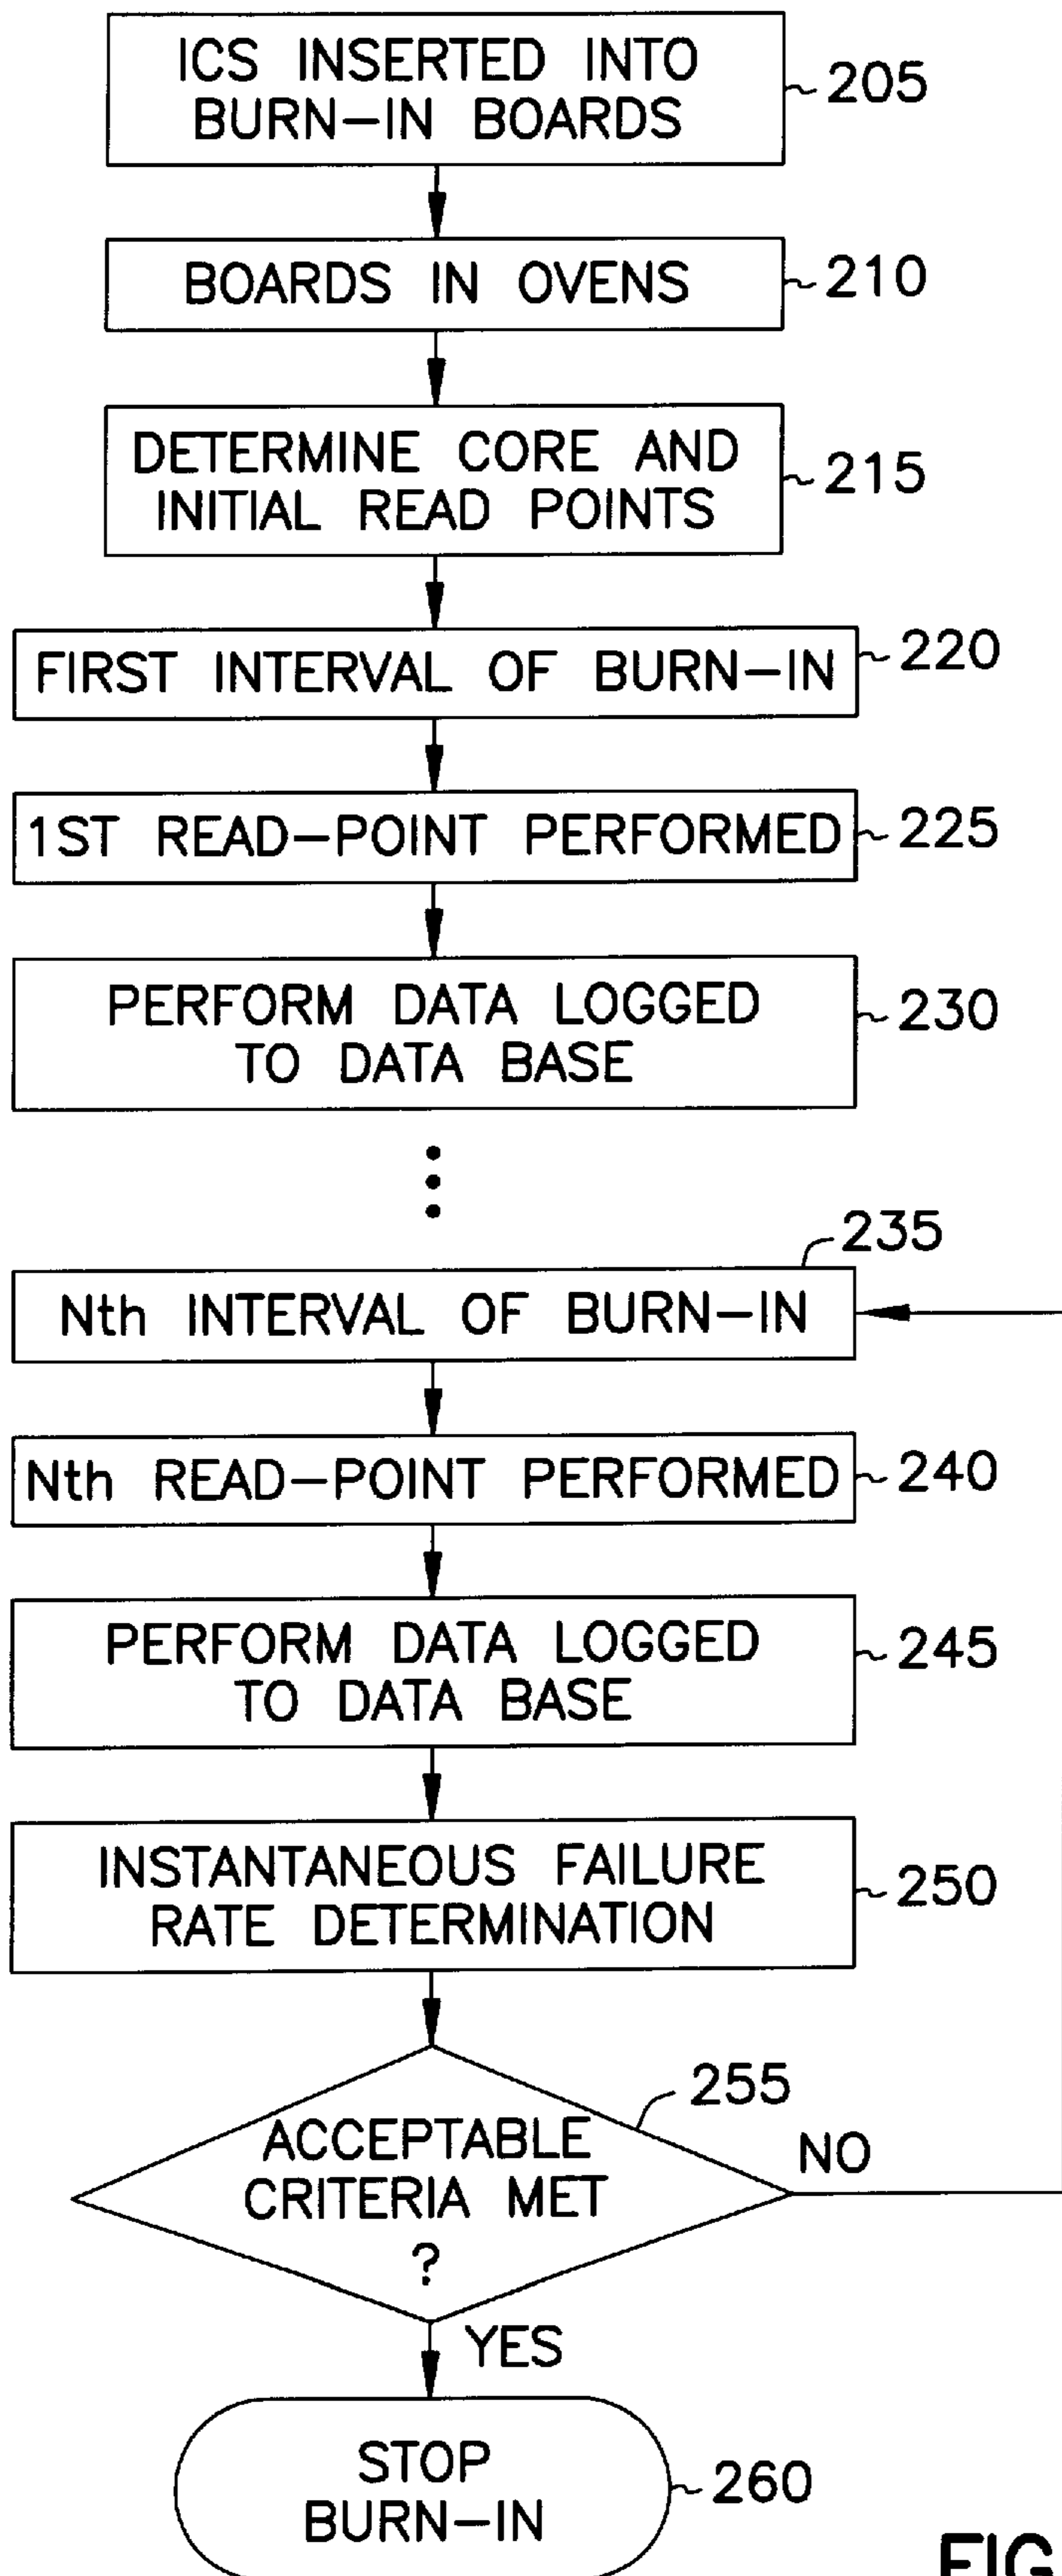 ICS INSERTED INTO
BURN-IN BOARDS
205
BOARDS IN OVENS
210
DETERMINE CORE AND
INITIAL READ POINTS
215
FIRST INTERVAL OF BURN-IN
220
1ST READ-POINT PERFORMED
225
PERFORM DATA LOGGED
TO DATA BASE
230
235
Nth INTERVAL OF BURN-IN
Nth READ-POINT PERFORMED
240
PERFORM DATA LOGGED
TO DATA BASE
245
INSTANTANEOUS FAILURE
RATE DETERMINATION
250
255
ACCEPTABLE
CRITERIA MET
?
NO
YES
STOP
BURN-IN
260
FIG